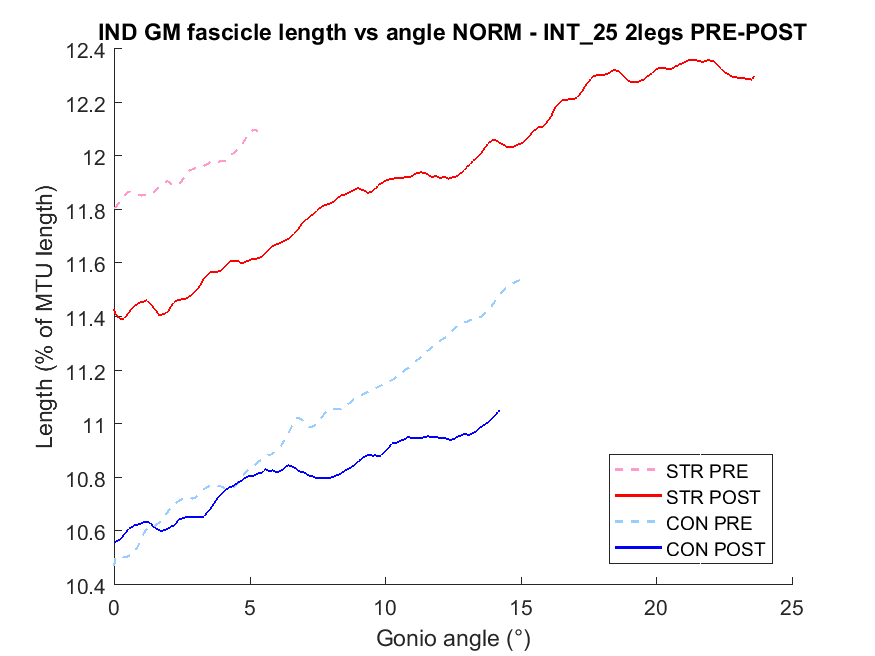 IND GM fascicle length vs angle NORM - INT_25 2legs PRE-POST
Length (% of MTU length)
12.4
12.2
12
11.8
11.6
11.4
11.2
11
10.8
10.6
10.4
0
5
10
15
20
25
Gonio angle (°)
STR PRE
STR POST
CON PRE
CON POST